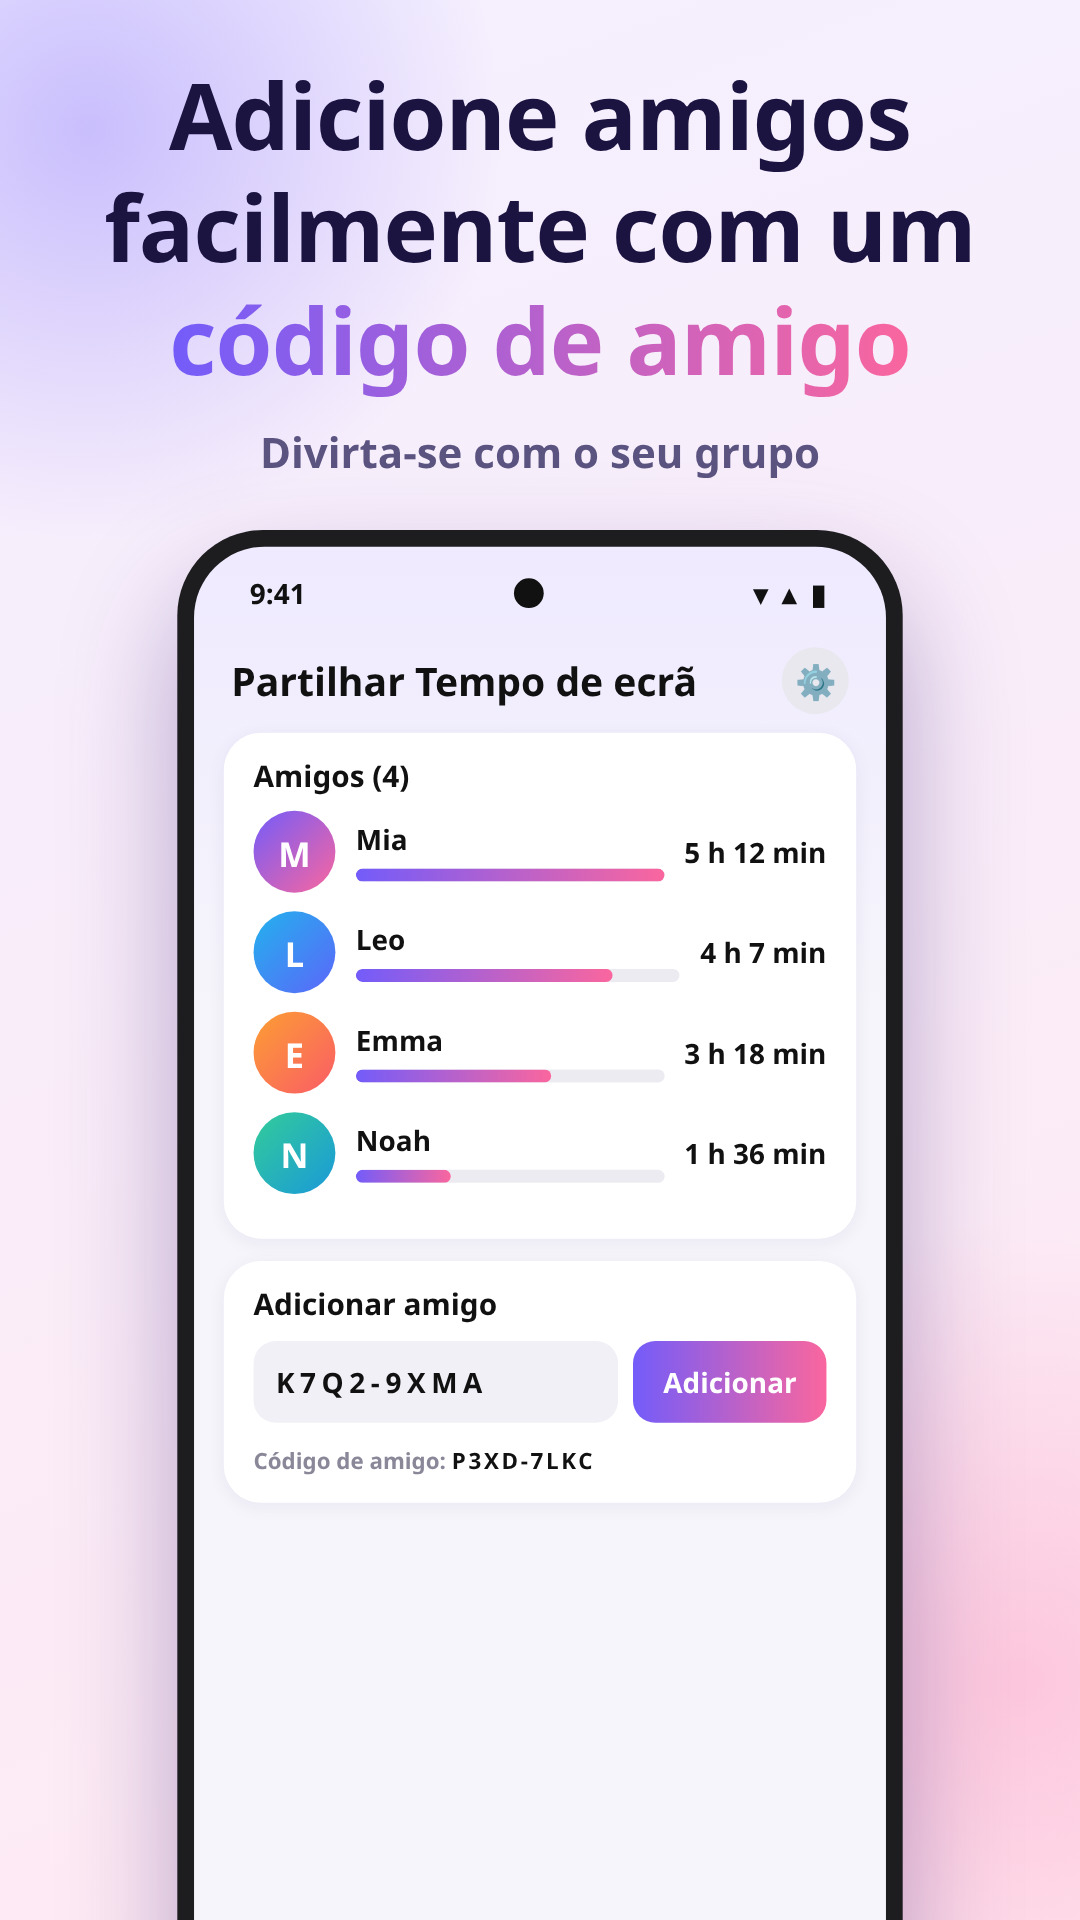 Adicione amigos
facilmente com um
código de amigo
Divirta-se com o seu grupo
9:41
Partilhar Tempo de ecrã
Amigos (4)
M
Mia
5 h 12 min
L
Leo
4 h 7 min
E
Emma
3 h 18 min
N
Noah
1 h 36 min
Adicionar amigo
K7Q2-9XMA
Adicionar
Código de amigo: P3XD-7LKC